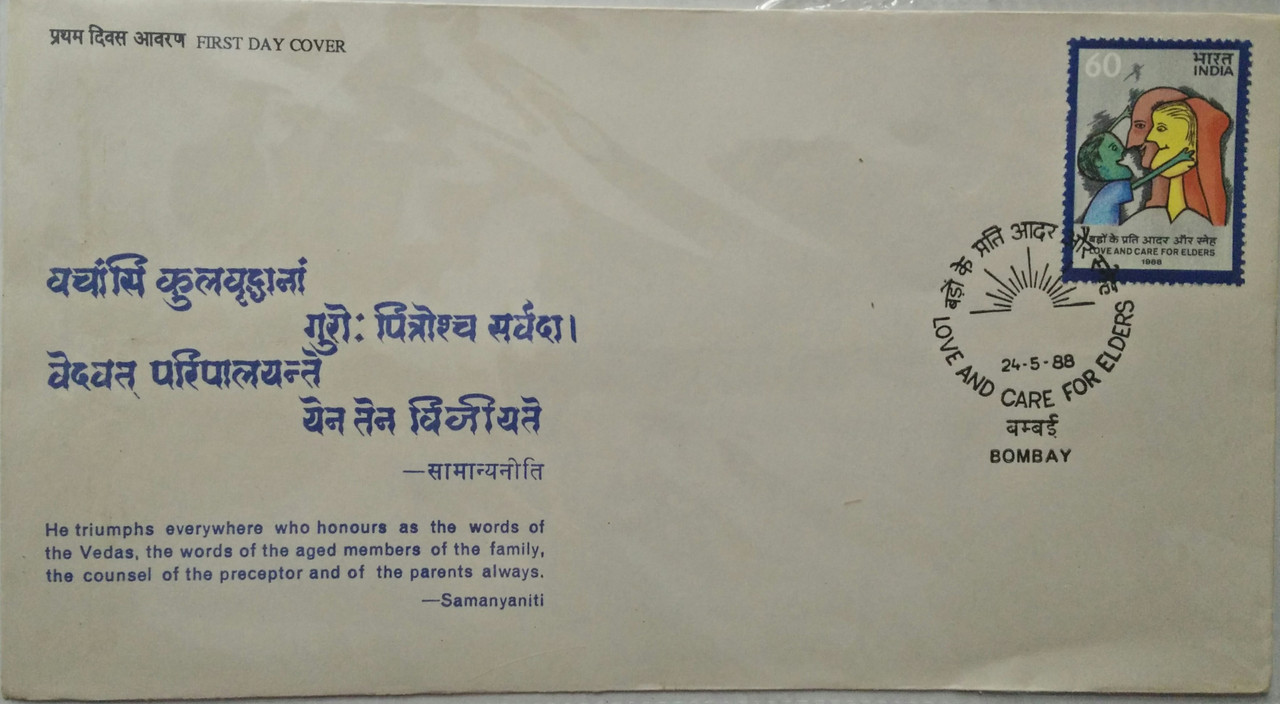 प्रथम दिवस आवरण FIRST DAY COVER
60 भारत
INDIA
बड़ों के प्रति आदर और स्नेह
LOVE AND CARE FOR ELDERS
1988
बड़ों के प्रति आदर और स्नेह
LOVE AND CARE FOR ELDERS
24-5-88
बम्बई
BOMBAY
वचांसि कुलवृद्धानां
गुरोः पित्रोश्च सर्वदा।
वेदवत् परिपालयन्ते
येन तेन विजीयते
—सामान्यनीति
He triumphs everywhere who honours as the words of
the Vedas, the words of the aged members of the family,
the counsel of the preceptor and of the parents always.
—Samanyaniti